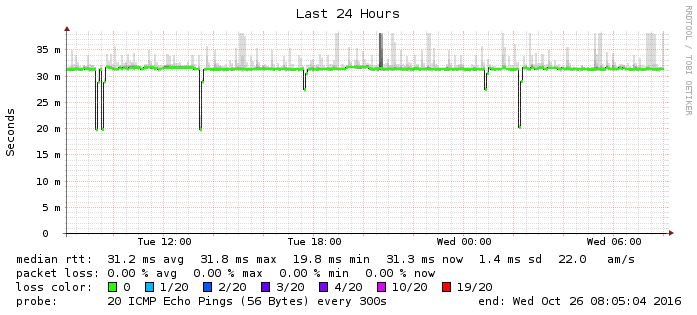 Last 24 Hours
RRDTOOL / TOBI OETIKER
Seconds
35 m
30 m
25 m
20 m
15 m
10 m
5 m
0
Tue 12:00 Tue 18:00 Wed 00:00 Wed 06:00
median rtt: 31.2 ms avg 31.8 ms max 19.8 ms min 31.3 ms now 1.4 ms sd 22.0 am/s
packet loss: 0.00 % avg 0.00 % max 0.00 % min 0.00 % now
loss color: 0 1/20 2/20 3/20 4/20 10/20 19/20
probe: 20 ICMP Echo Pings (56 Bytes) every 300s end: Wed Oct 26 08:05:04 2016